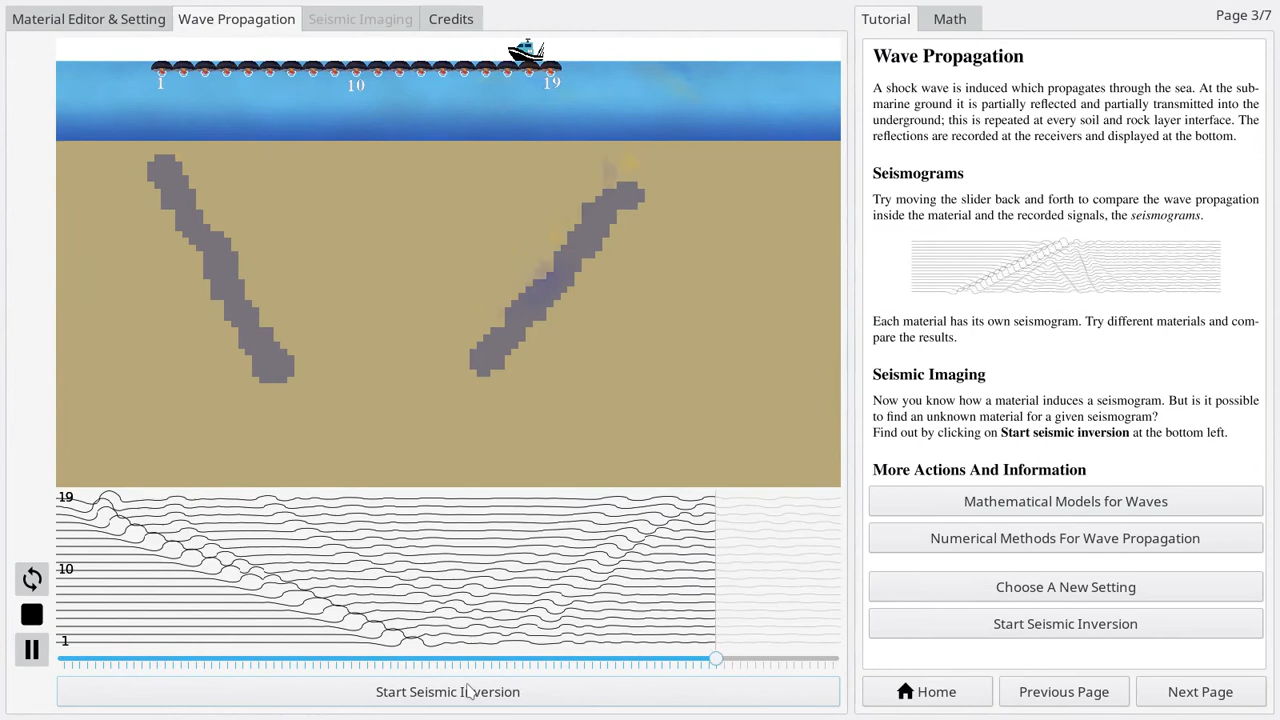 Material Editor & Setting
Wave Propagation
Seismic Imaging
Credits
1
10
19
19
10
1
Start Seismic Inversion
Tutorial
Math
Page 3/7
Wave Propagation
A shock wave is induced which propagates through the sea. At the sub-
marine ground it is partially reflected and partially transmitted into the
underground; this is repeated at every soil and rock layer interface. The
reflections are recorded at the receivers and displayed at the bottom.
Seismograms
Try moving the slider back and forth to compare the wave propagation
inside the material and the recorded signals, the seismograms.
Each material has its own seismogram. Try different materials and com-
pare the results.
Seismic Imaging
Now you know how a material induces a seismogram. But is it possible
to find an unknown material for a given seismogram?
Find out by clicking on Start seismic inversion at the bottom left.
More Actions And Information
Mathematical Models for Waves
Numerical Methods For Wave Propagation
Choose A New Setting
Start Seismic Inversion
Home
Previous Page
Next Page